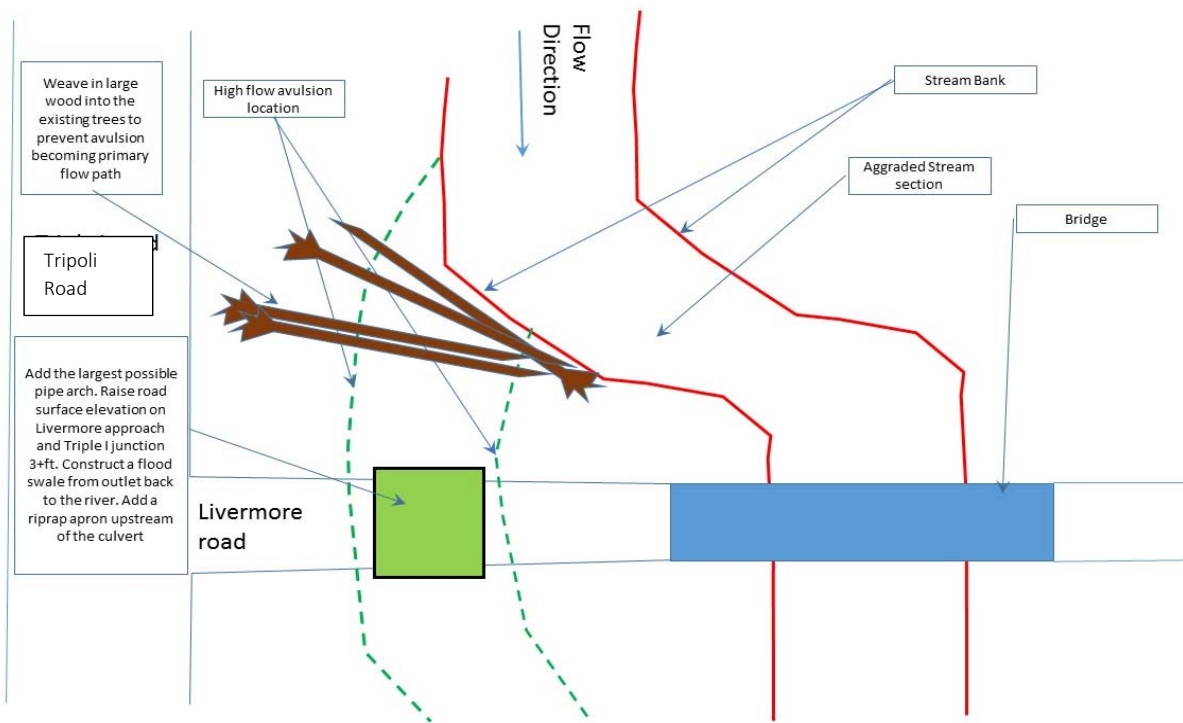 Weave in large
wood into the
existing trees to
prevent avulsion
becoming primary
flow path
High flow avulsion
location
Flow
Direction
Stream Bank
Aggraded Stream
section
Bridge
Tripoli
Road
Add the largest possible
pipe arch. Raise road
surface elevation on
Livermore approach
and Triple I junction
3+ft. Construct a flood
swale from outlet back
to the river. Add a
riprap apron upstream
of the culvert
Livermore
road